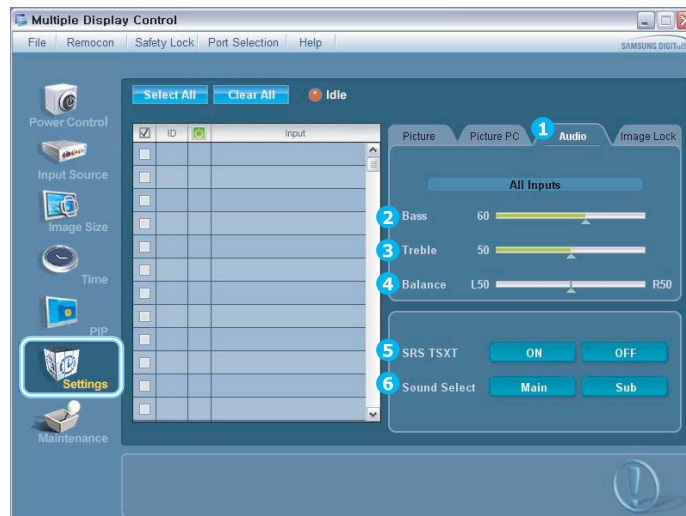 Multiple Display Control
File Remocon Safety Lock Port Selection Help
SAMSUNG DIGITall
Select All Clear All Idle
Power Control
Input Source
Image Size
Time
PIP
Settings
Maintenance
ID Input
Picture Picture PC 1 Audio Image Lock
All Inputs
2 Bass 60
3 Treble 50
4 Balance L50 R50
5 SRS TSXT ON OFF
6 Sound Select Main Sub